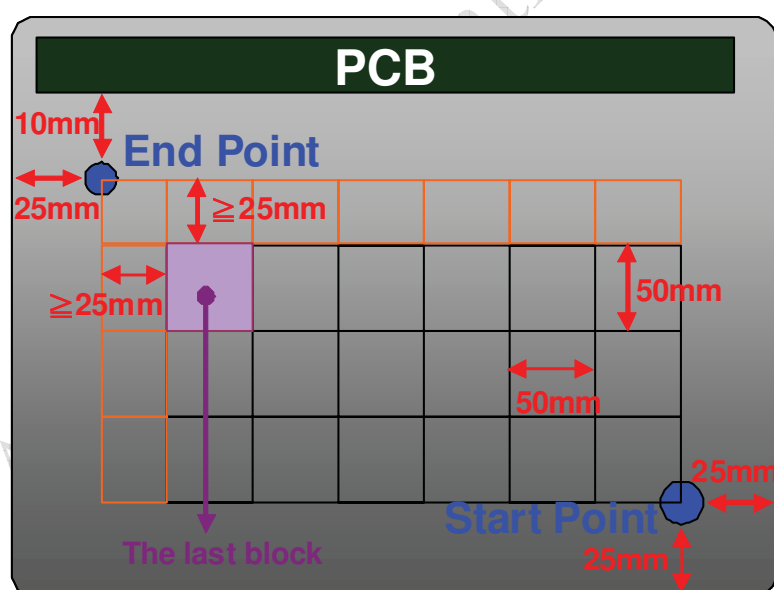 PCB
10mm
End Point
25mm
≧25mm
≧25mm
50mm
50mm
25mm
Start Point
The last block
25mm